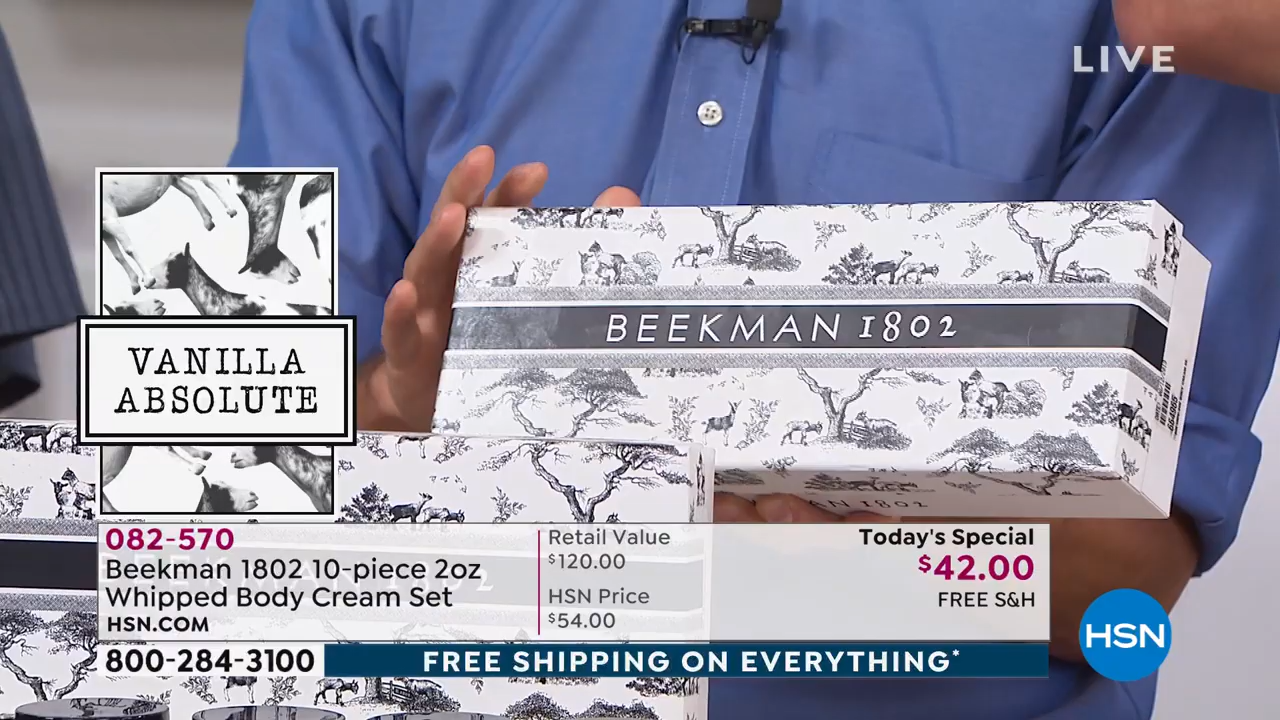 LIVE
BEEKMAN 1802
VANILLA
ABSOLUTE
082-570
Beekman 1802 10-piece 2oz
Whipped Body Cream Set
HSN.COM
Retail Value
$120.00
HSN Price
$54.00
Today's Special
$42.00
FREE S&H
HSN
800-284-3100
FREE SHIPPING ON EVERYTHING*